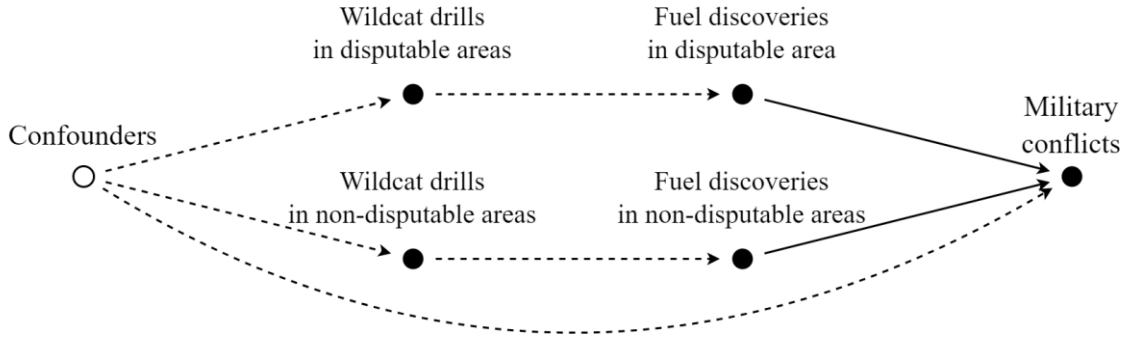 Wildcat drills
in disputable areas
Fuel discoveries
in disputable area
Confounders
Military
conflicts
Wildcat drills
in non-disputable areas
Fuel discoveries
in non-disputable areas